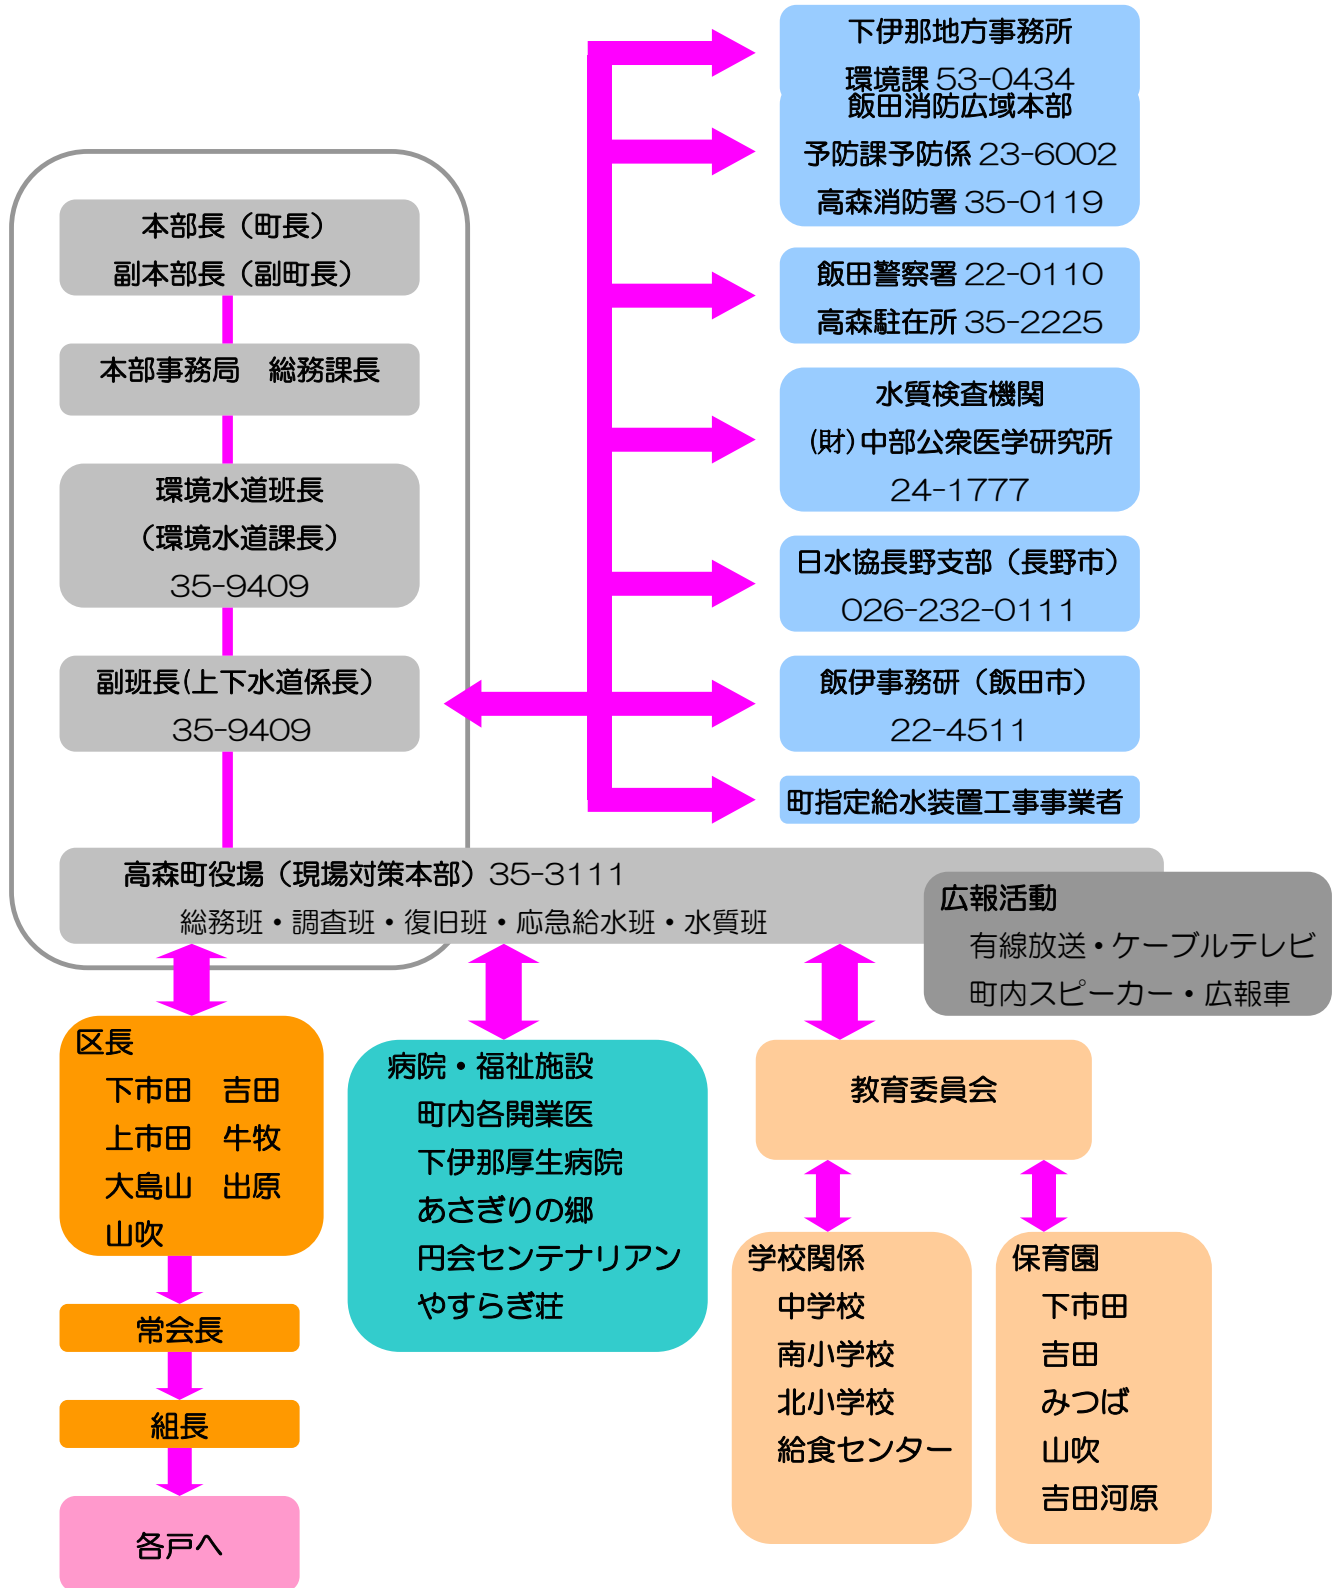 下伊那地方事務所
環境課 53-0434
飯田消防広域本部
予防課予防係 23-6002
高森消防署 35-0119
飯田警察署 22-0110
高森駐在所 35-2225
水質検査機関
(財)中部公衆医学研究所
24-1777
日水協長野支部（長野市）
026-232-0111
飯伊事務研（飯田市）
22-4511
町指定給水装置工事事業者
本部長（町長）
副本部長（副町長）
本部事務局　総務課長
環境水道班長
（環境水道課長）
35-9409
副班長(上下水道係長）
35-9409
高森町役場（現場対策本部）35-3111
総務班・調査班・復旧班・応急給水班・水質班
広報活動
有線放送・ケーブルテレビ
町内スピーカー・広報車
区長
下市田　吉田
上市田　牛牧
大島山　出原
山吹
常会長
組長
各戸へ
病院・福祉施設
町内各開業医
下伊那厚生病院
あさぎりの郷
円会センテナリアン
やすらぎ荘
教育委員会
学校関係
中学校
南小学校
北小学校
給食センター
保育園
下市田
吉田
みつば
山吹
吉田河原